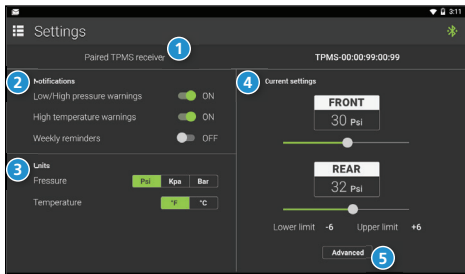 3:11
Settings
Paired TPMS receiver 1 TPMS-00:00:99:00:99
2 Notifications
Low/High pressure warnings ON
High temperature warnings ON
Weekly reminders OFF
3 Units
Pressure Psi Kpa Bar
Temperature °F °C
4 Current settings
FRONT
30 Psi
REAR
32 Psi
Lower limit -6 Upper limit +6
Advanced 5